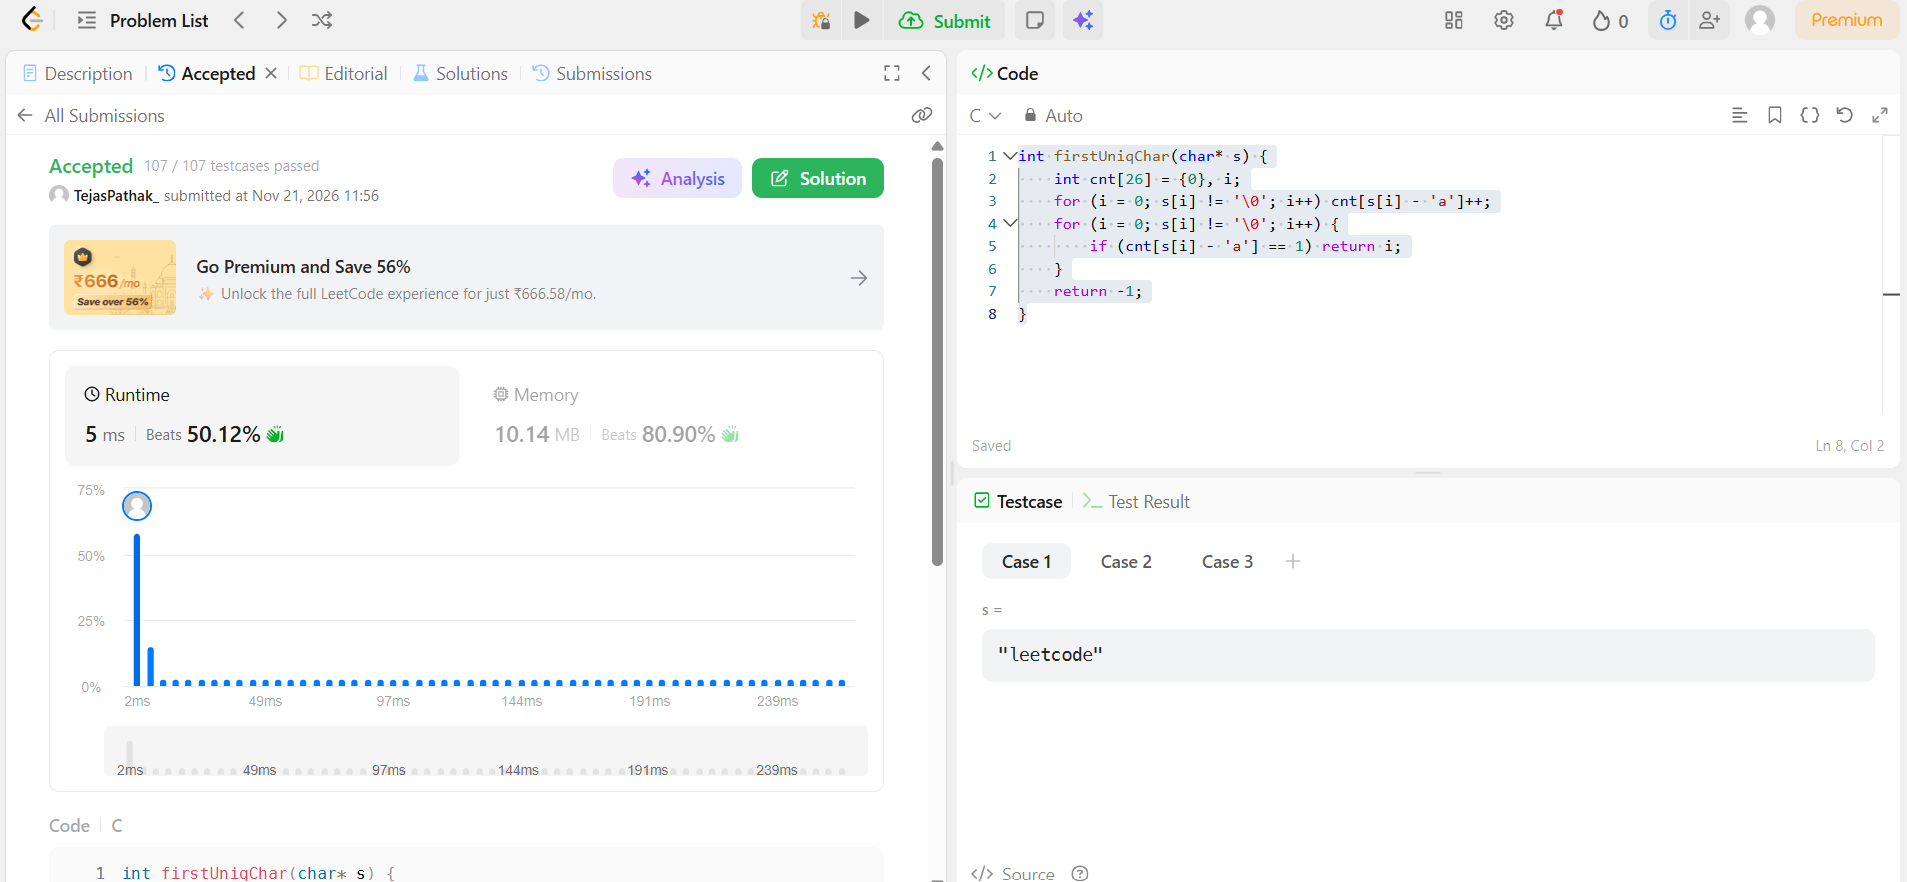 Problem List
Submit
0
Premium
Description
Accepted
Editorial
Solutions
Submissions
All Submissions
Accepted 107 / 107 testcases passed
TejasPathak_ submitted at Nov 21, 2026 11:56
Analysis
Solution
₹666 /mo
Save over 56%
Go Premium and Save 56%
✨ Unlock the full LeetCode experience for just ₹666.58/mo.
Runtime
5 ms | Beats 50.12%
Memory
10.14 MB | Beats 80.90%
75%
50%
25%
0%
2ms 49ms 97ms 144ms 191ms 239ms
2ms 49ms 97ms 144ms 191ms 239ms
Code | C
1 int firstUniqChar(char* s) {
</> Code
C Auto
1 int firstUniqChar(char* s) {
2 int cnt[26] = {0}, i;
3 for (i = 0; s[i] != '\0'; i++) cnt[s[i] - 'a']++;
4 for (i = 0; s[i] != '\0'; i++) {
5 if (cnt[s[i] - 'a'] == 1) return i;
6 }
7 return -1;
8 }
Saved
Ln 8, Col 2
Testcase
Test Result
Case 1 Case 2 Case 3 +
s =
"leetcode"
</> Source